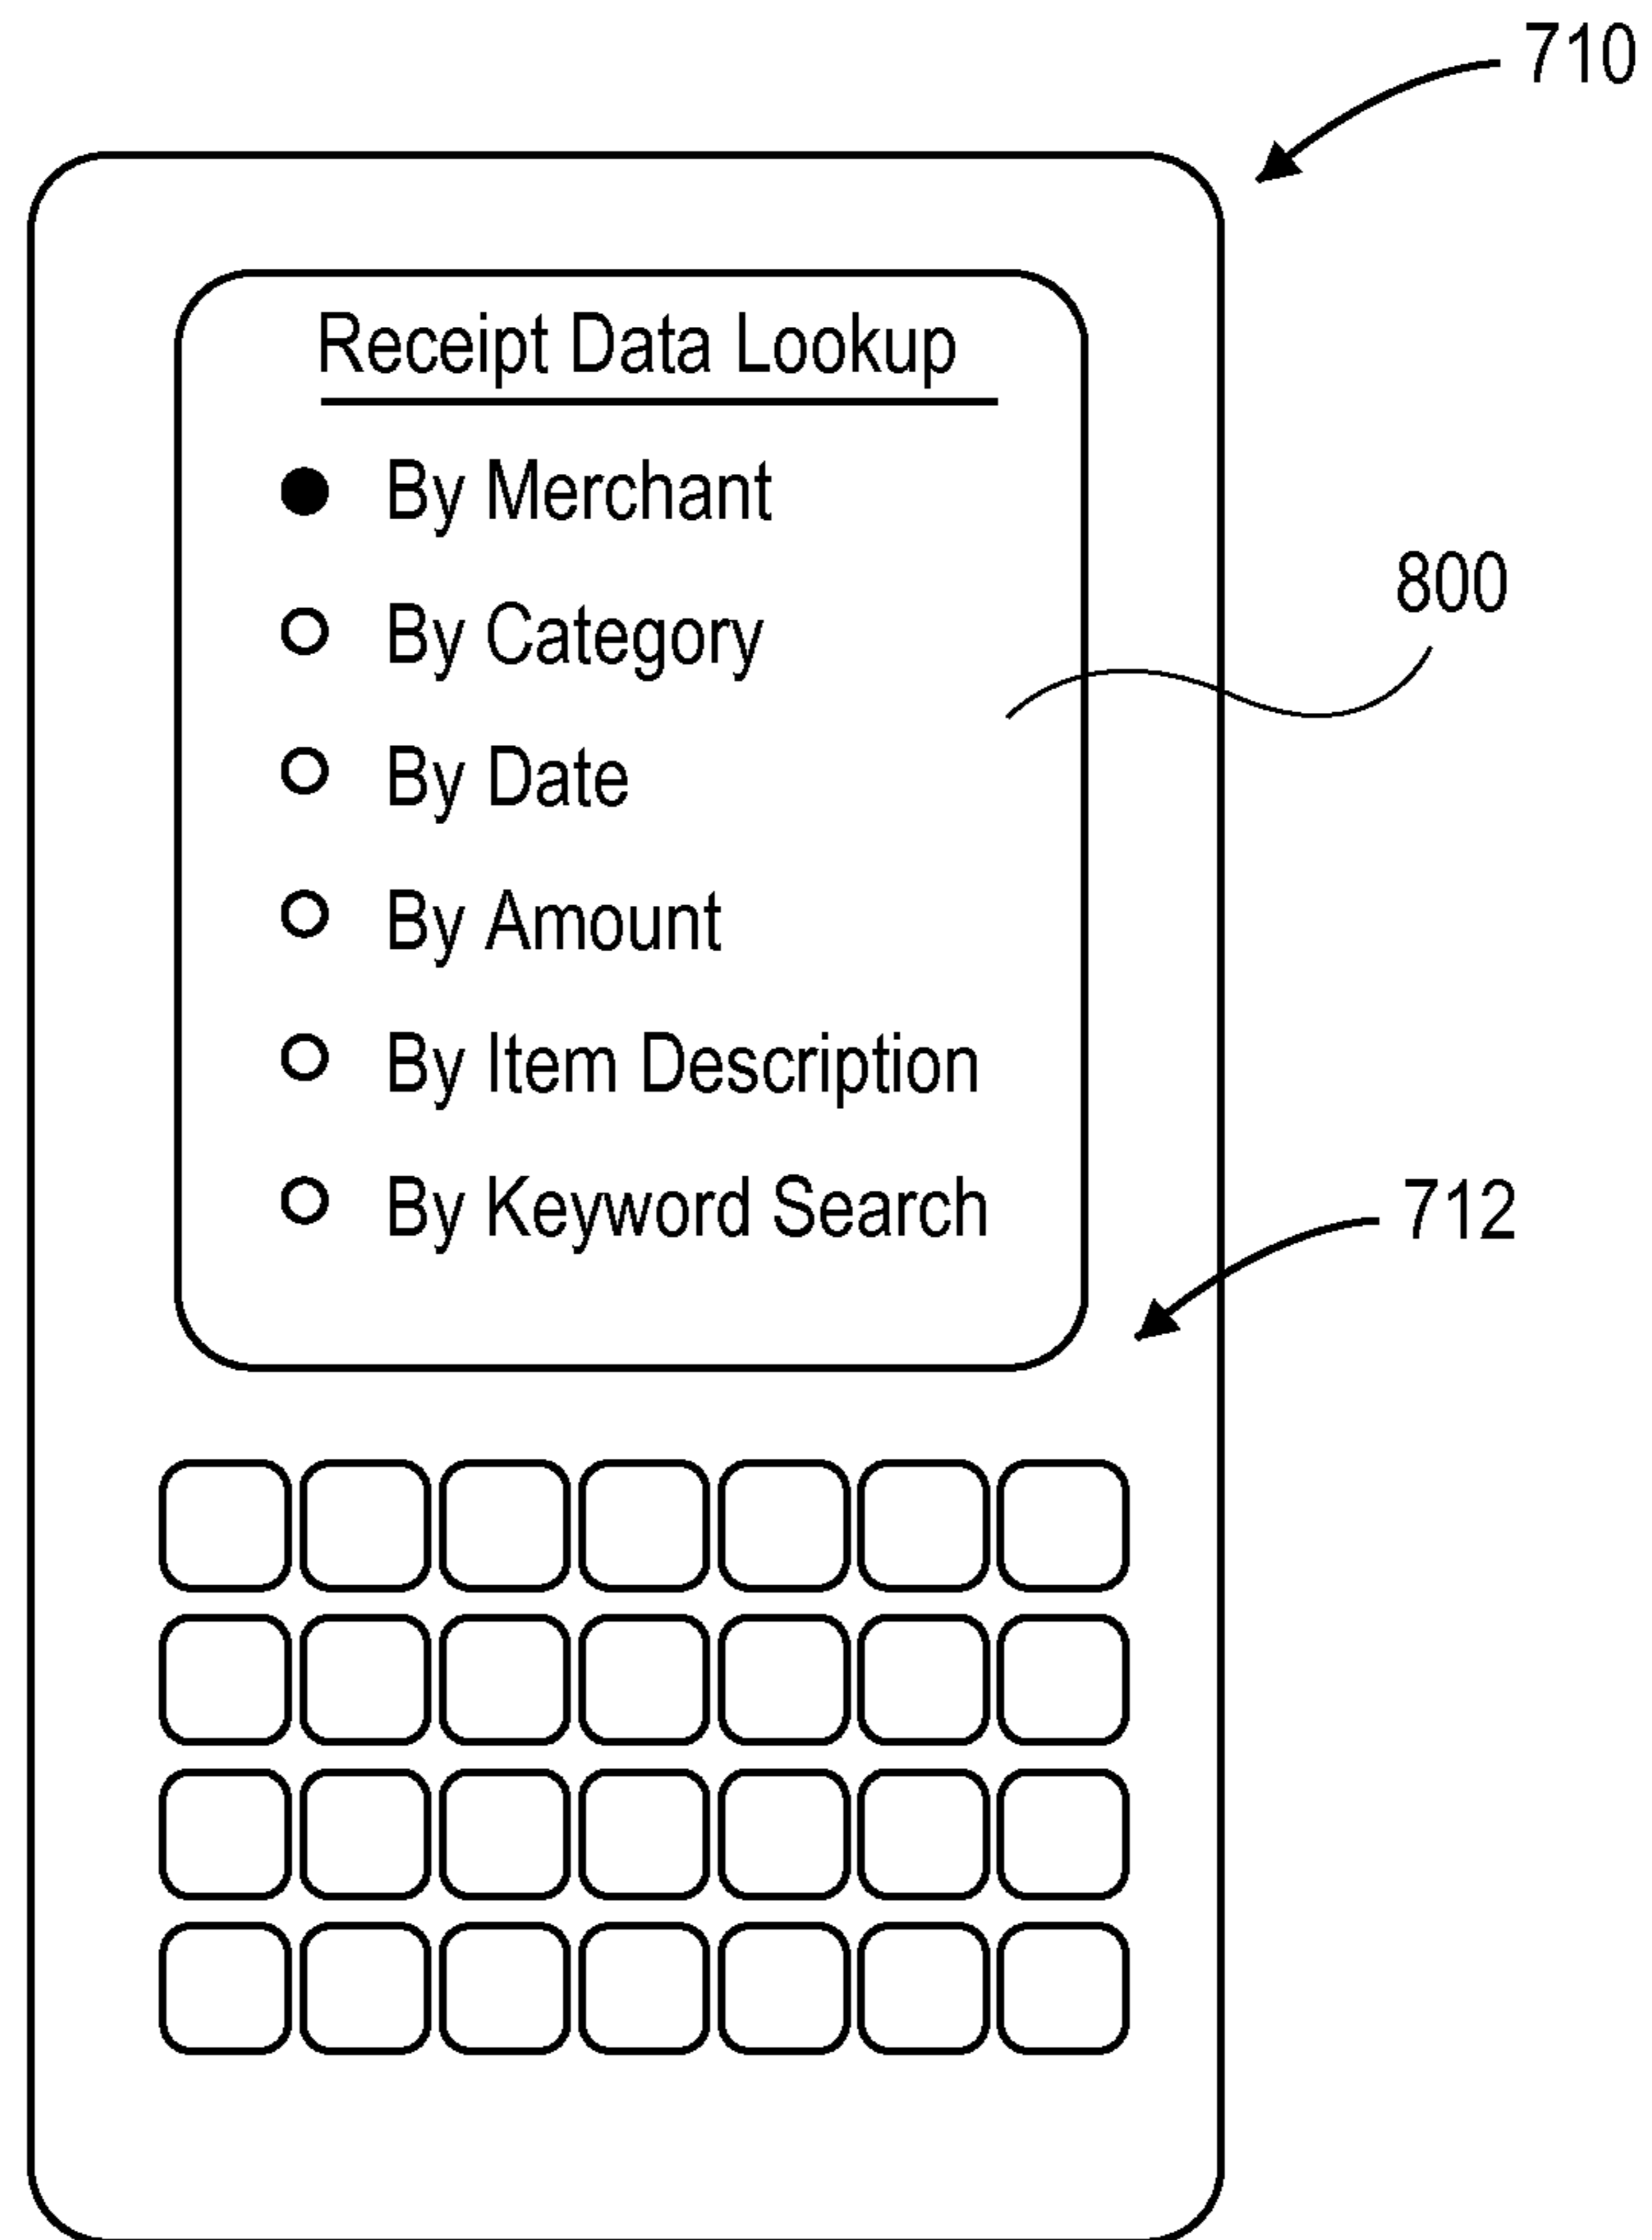 710
Receipt Data Lookup
By Merchant
By Category
800
By Date
By Amount
By Item Description
By Keyword Search
712